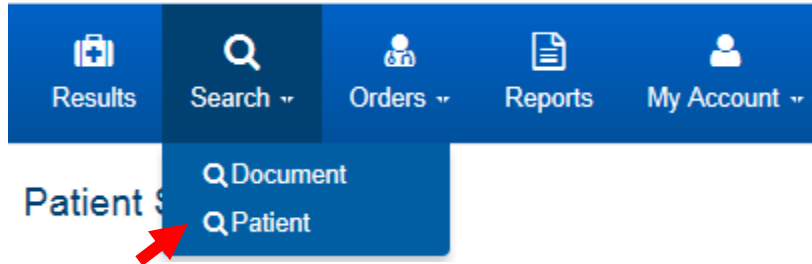 Results Search Orders Reports My Account
Document
Patient S
Patient